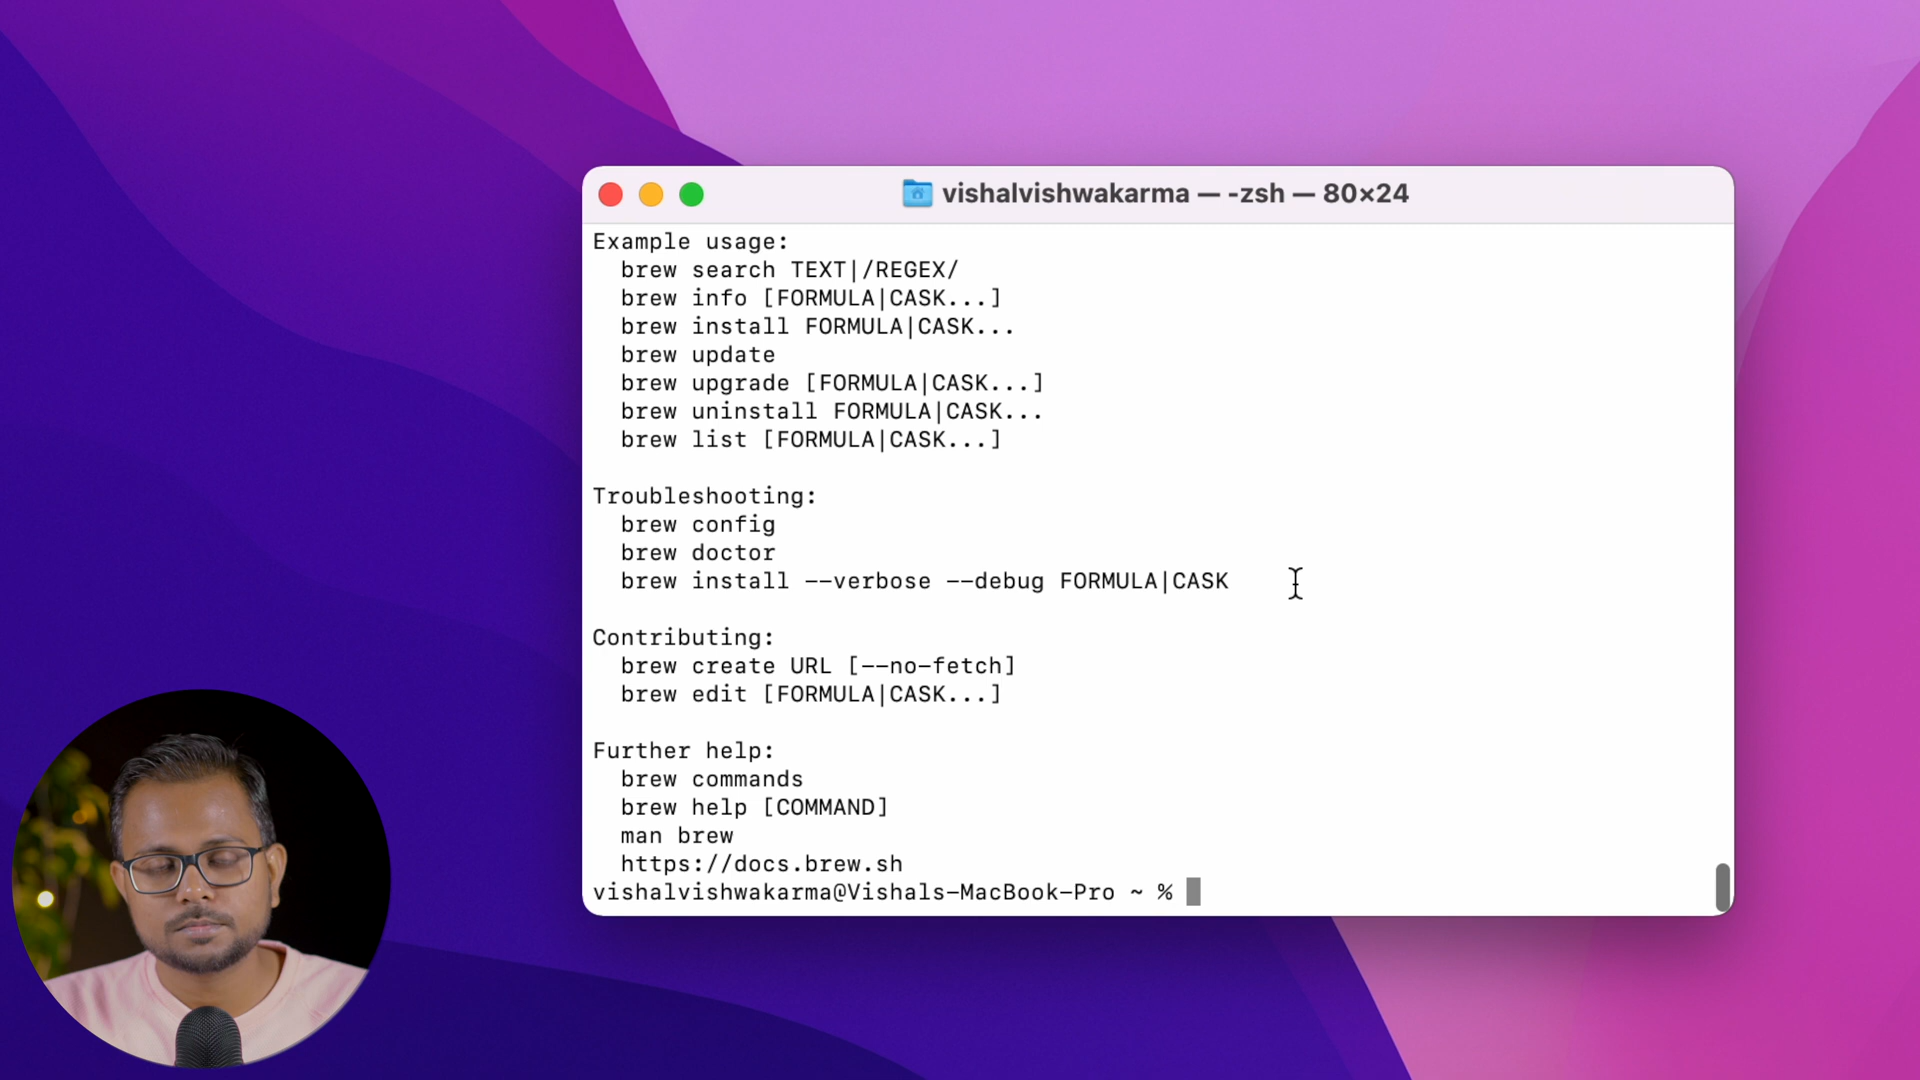 vishalvishwakarma — -zsh — 80×24
Example usage:
  brew search TEXT|/REGEX/
  brew info [FORMULA|CASK...]
  brew install FORMULA|CASK...
  brew update
  brew upgrade [FORMULA|CASK...]
  brew uninstall FORMULA|CASK...
  brew list [FORMULA|CASK...]
Troubleshooting:
  brew config
  brew doctor
  brew install --verbose --debug FORMULA|CASK
Contributing:
  brew create URL [--no-fetch]
  brew edit [FORMULA|CASK...]
Further help:
  brew commands
  brew help [COMMAND]
  man brew
  https://docs.brew.sh
vishalvishwakarma@Vishals-MacBook-Pro ~ %